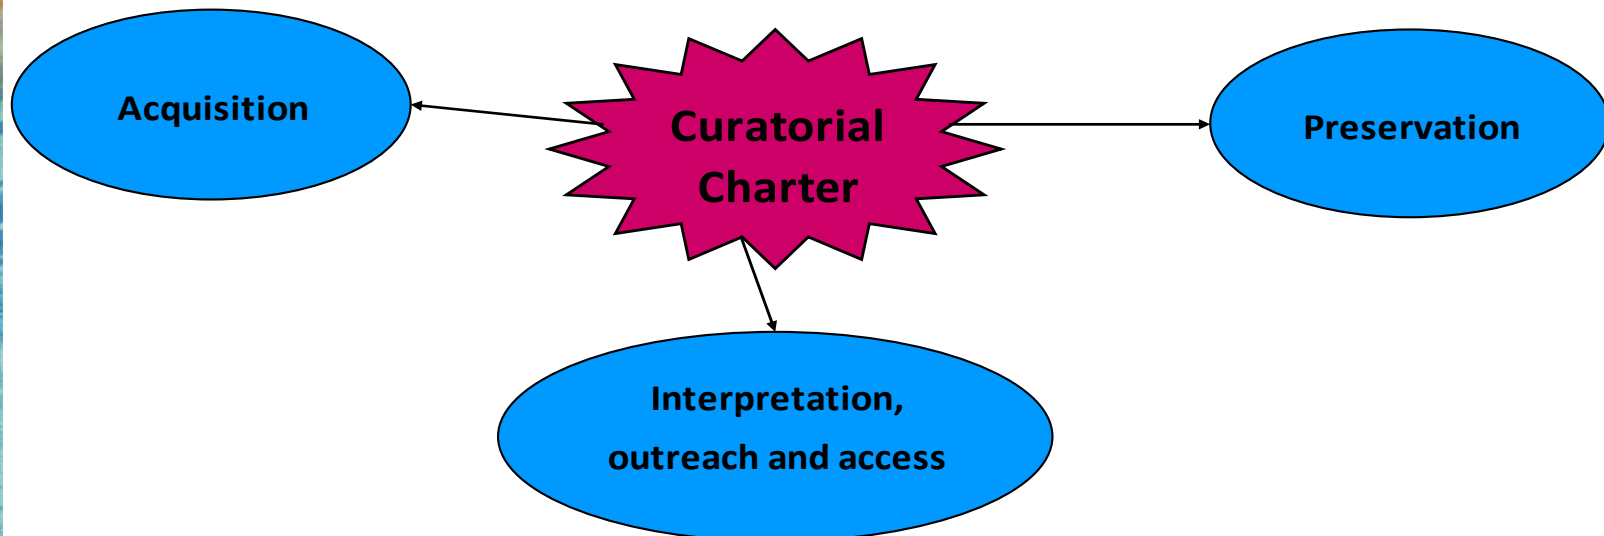 Acquisition
Curatorial
Charter
Preservation
Interpretation,
outreach and access